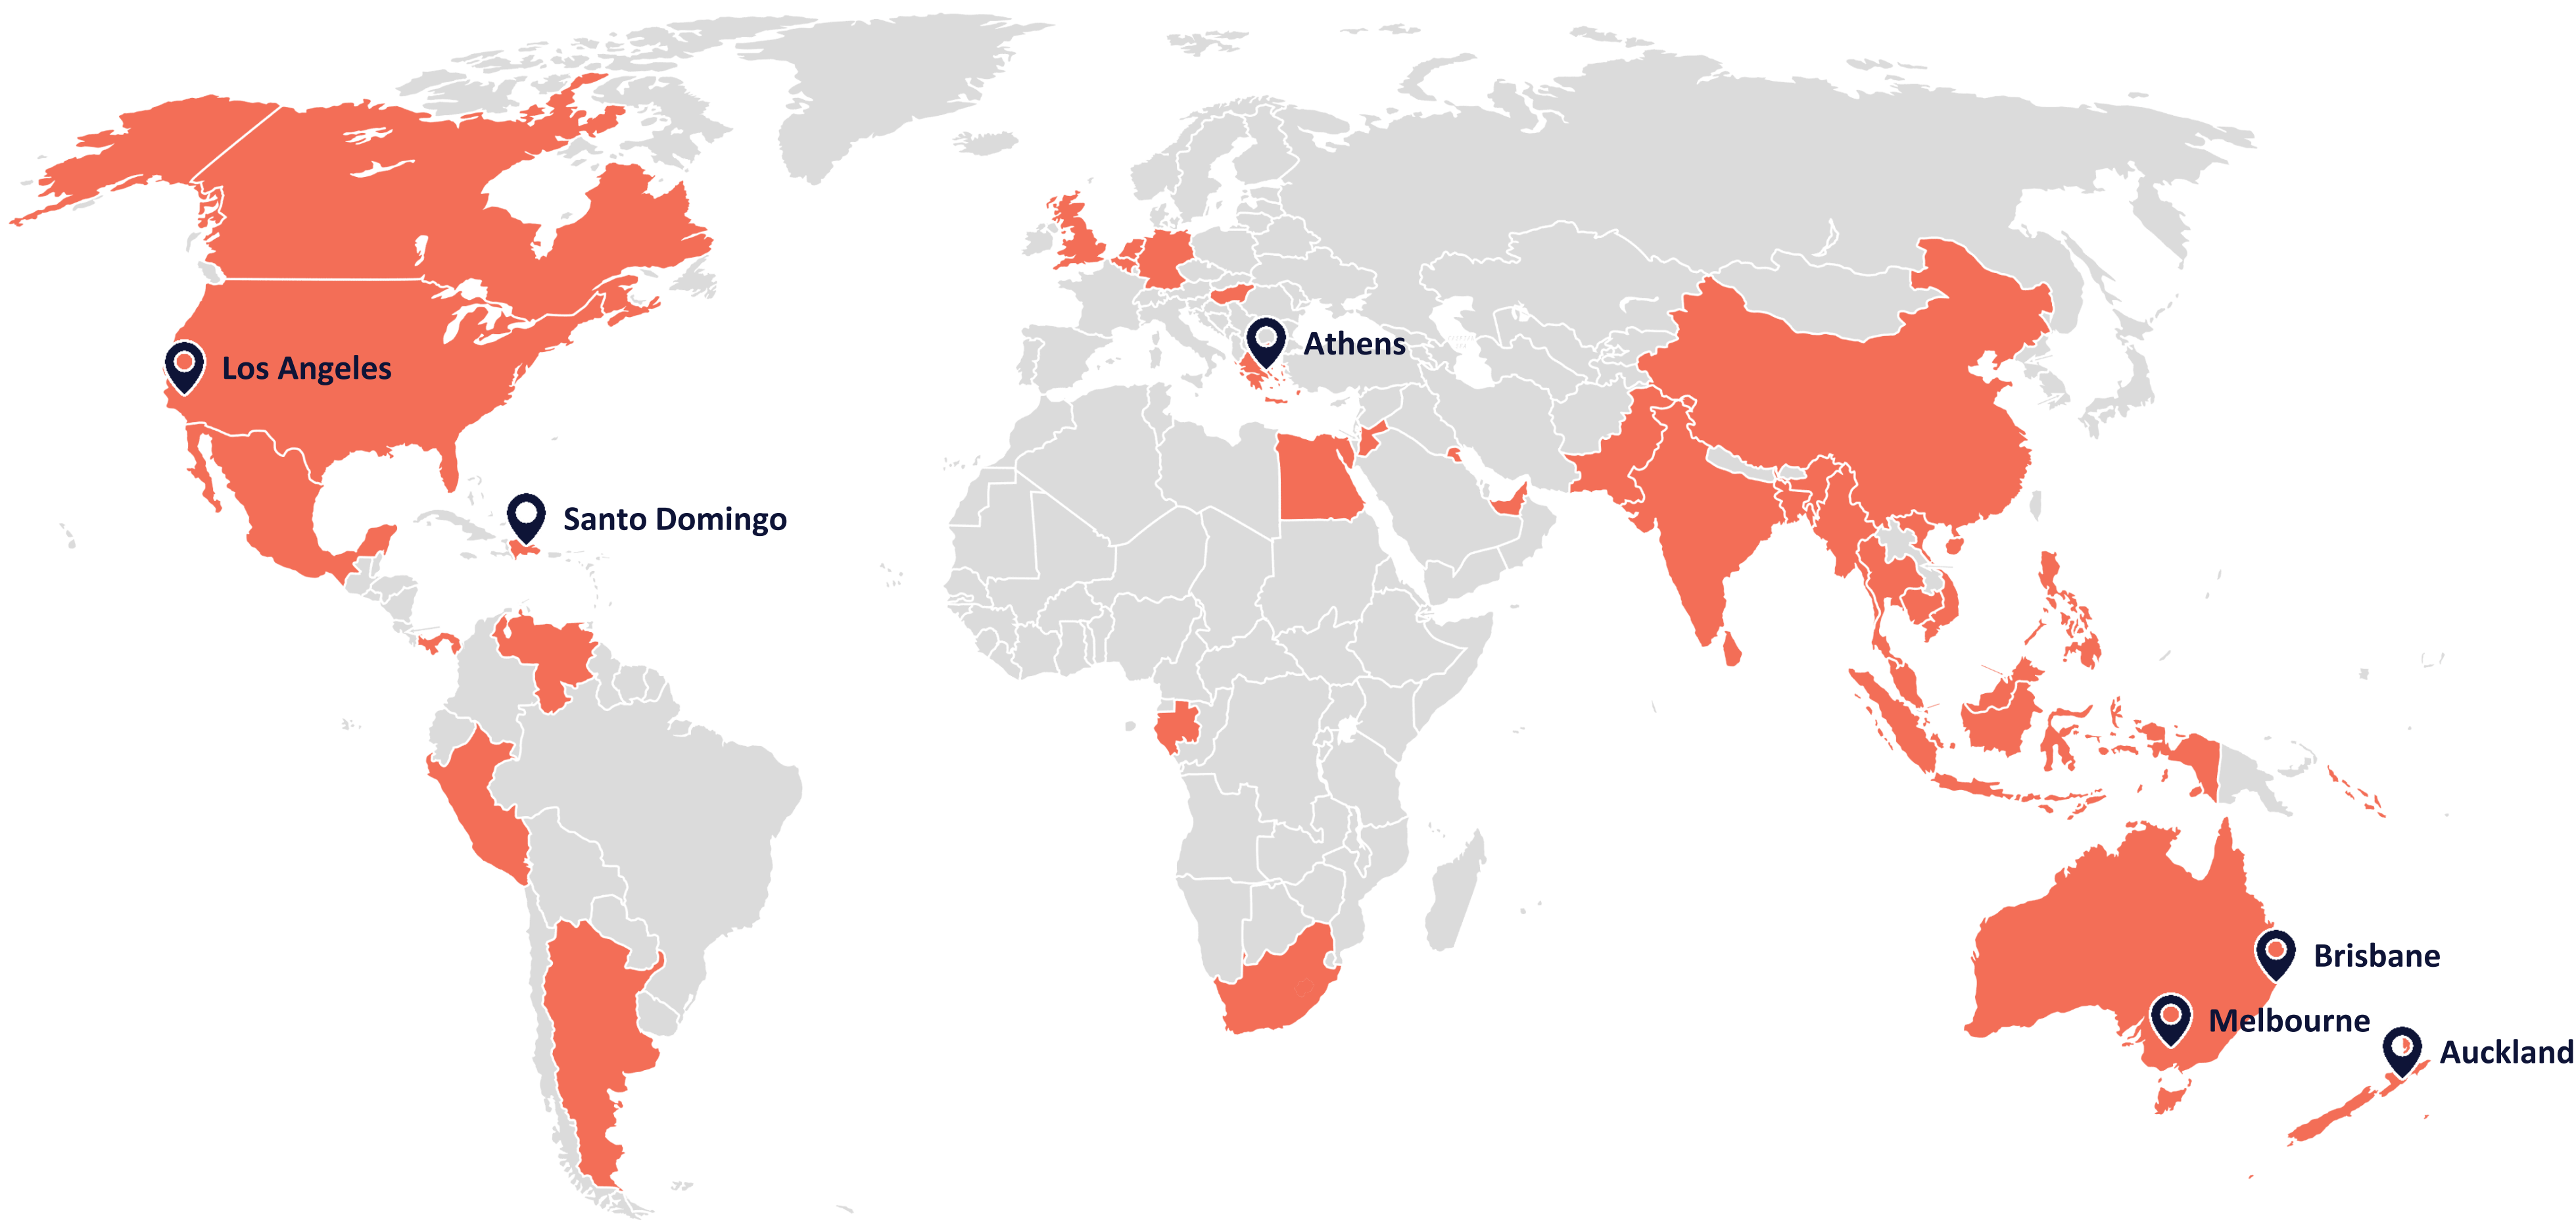 Athens
Los Angeles
Santo Domingo
Brisbane
Melbourne
Auckland